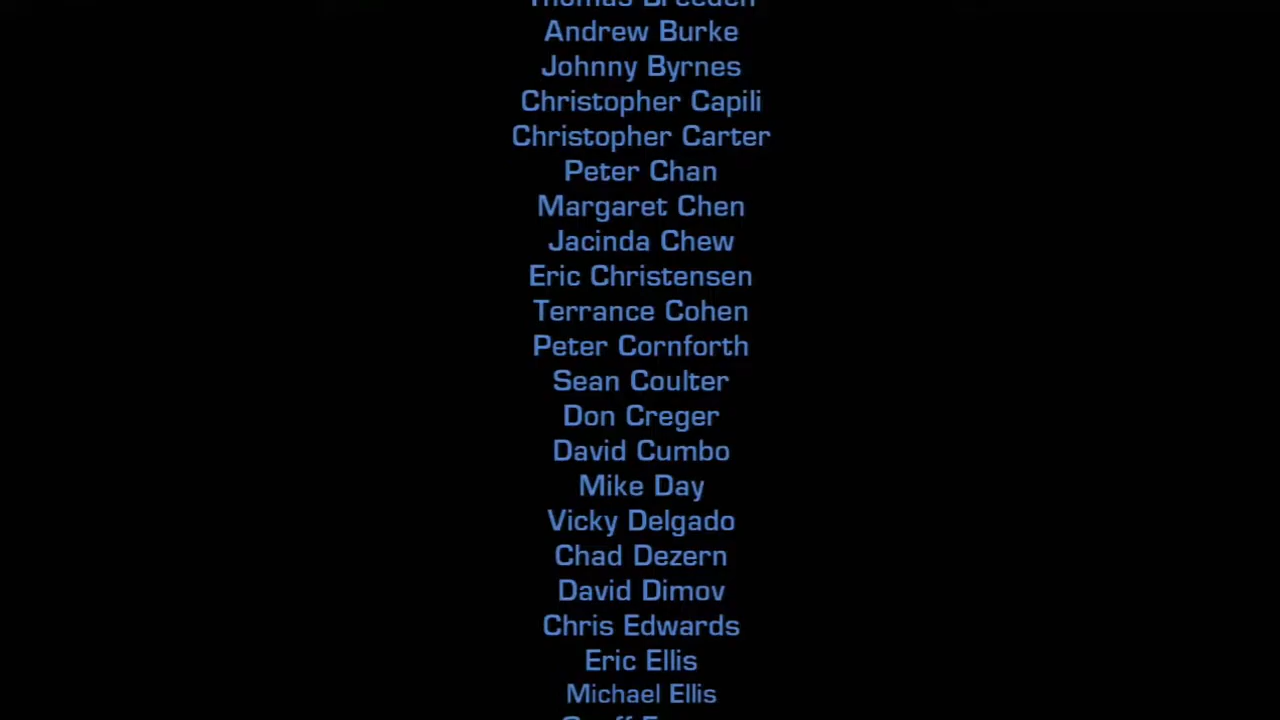 Thomas Breeden
Andrew Burke
Johnny Byrnes
Christopher Capili
Christopher Carter
Peter Chan
Margaret Chen
Jacinda Chew
Eric Christensen
Terrance Cohen
Peter Cornforth
Sean Coulter
Don Creger
David Cumbo
Mike Day
Vicky Delgado
Chad Dezern
David Dimov
Chris Edwards
Eric Ellis
Michael Ellis